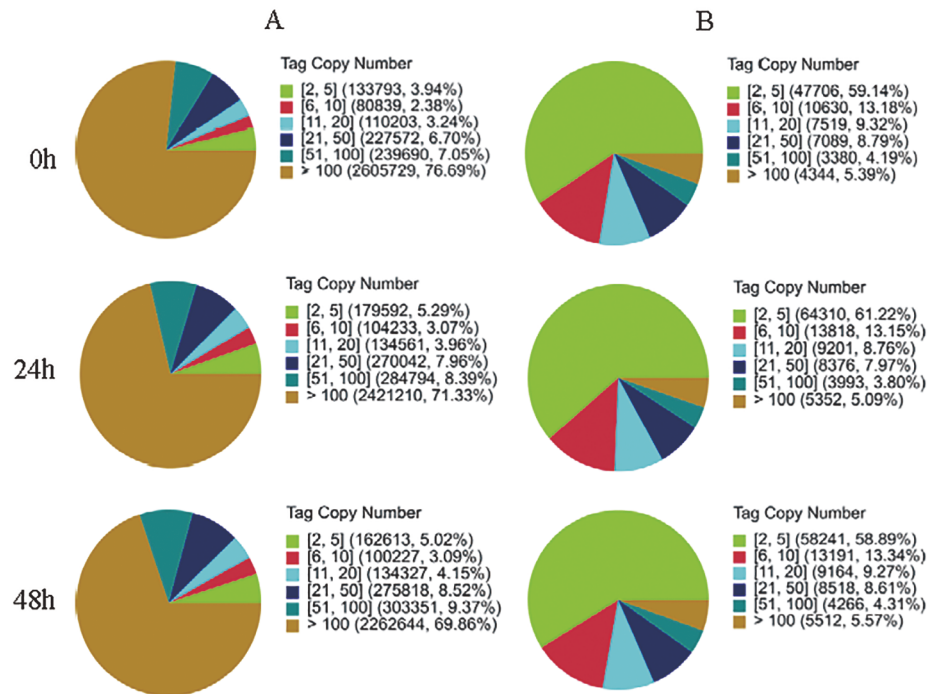 A
B
0h
Tag Copy Number
[2, 5] (133793, 3.94%)
[6, 10] (80839, 2.38%)
[11, 20] (110203, 3.24%)
[21, 50] (227572, 6.70%)
[51, 100] (239690, 7.05%)
> 100 (2605729, 76.69%)
Tag Copy Number
[2, 5] (47706, 59.14%)
[6, 10] (10630, 13.18%)
[11, 20] (7519, 9.32%)
[21, 50] (7089, 8.79%)
[51, 100] (3380, 4.19%)
> 100 (4344, 5.39%)
24h
Tag Copy Number
[2, 5] (179592, 5.29%)
[6, 10] (104233, 3.07%)
[11, 20] (134561, 3.96%)
[21, 50] (270042, 7.96%)
[51, 100] (284794, 8.39%)
> 100 (2421210, 71.33%)
Tag Copy Number
[2, 5] (64310, 61.22%)
[6, 10] (13818, 13.15%)
[11, 20] (9201, 8.76%)
[21, 50] (8376, 7.97%)
[51, 100] (3993, 3.80%)
> 100 (5352, 5.09%)
48h
Tag Copy Number
[2, 5] (162613, 5.02%)
[6, 10] (100227, 3.09%)
[11, 20] (134327, 4.15%)
[21, 50] (275818, 8.52%)
[51, 100] (303351, 9.37%)
> 100 (2262644, 69.86%)
Tag Copy Number
[2, 5] (58241, 58.89%)
[6, 10] (13191, 13.34%)
[11, 20] (9164, 9.27%)
[21, 50] (8518, 8.61%)
[51, 100] (4266, 4.31%)
> 100 (5512, 5.57%)